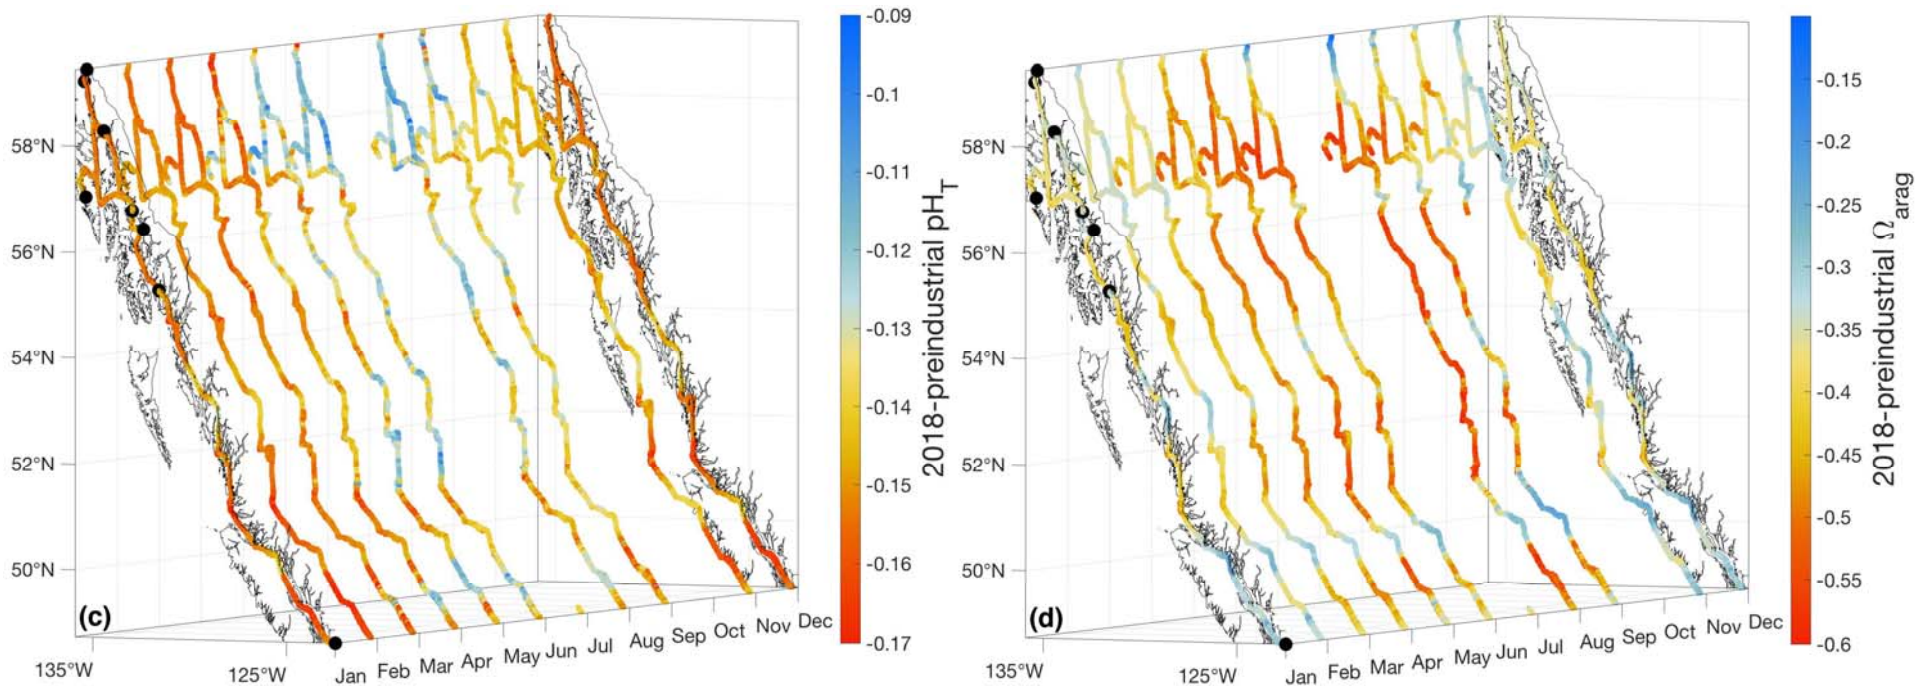 58°N
56°N
54°N
52°N
50°N
(c)
135°W
125°W
Jan
Feb
Mar
Apr
May
Jun
Jul
Aug
Sep
Oct
Nov
Dec
-0.09
-0.1
-0.11
-0.12
-0.13
-0.14
-0.15
-0.16
-0.17
2018-preindustrial pH_T
58°N
56°N
54°N
52°N
50°N
(d)
135°W
125°W
Jan
Feb
Mar
Apr
May
Jun
Jul
Aug
Sep
Oct
Nov
Dec
-0.15
-0.2
-0.25
-0.3
-0.35
-0.4
-0.45
-0.5
-0.55
-0.6
2018-preindustrial Ω_arag